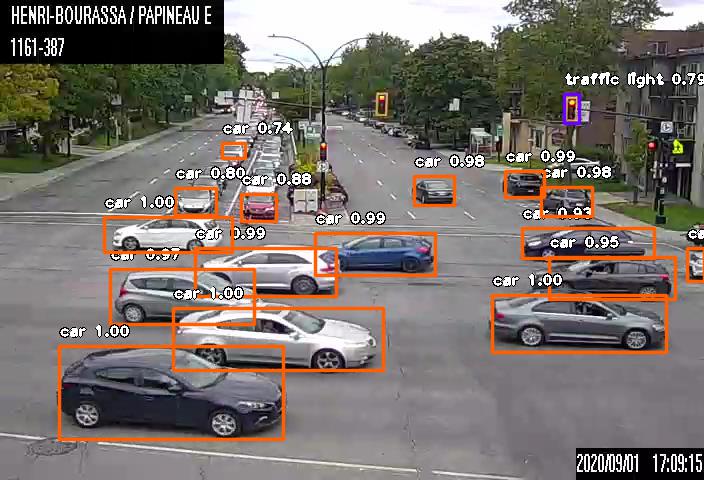 HENRI-BOURASSA / PAPINEAU E
1161-387
traffic light 0.79
car 0.74
car 0.98
car 0.99
car 0.98
car 0.80
car 0.88
car 1.00
car 0.99
car 0.99
car 0.93
car 0.95
car 0.97
car 1.00
car 1.00
car 1.00
ca
2020/09/01 17:09:15